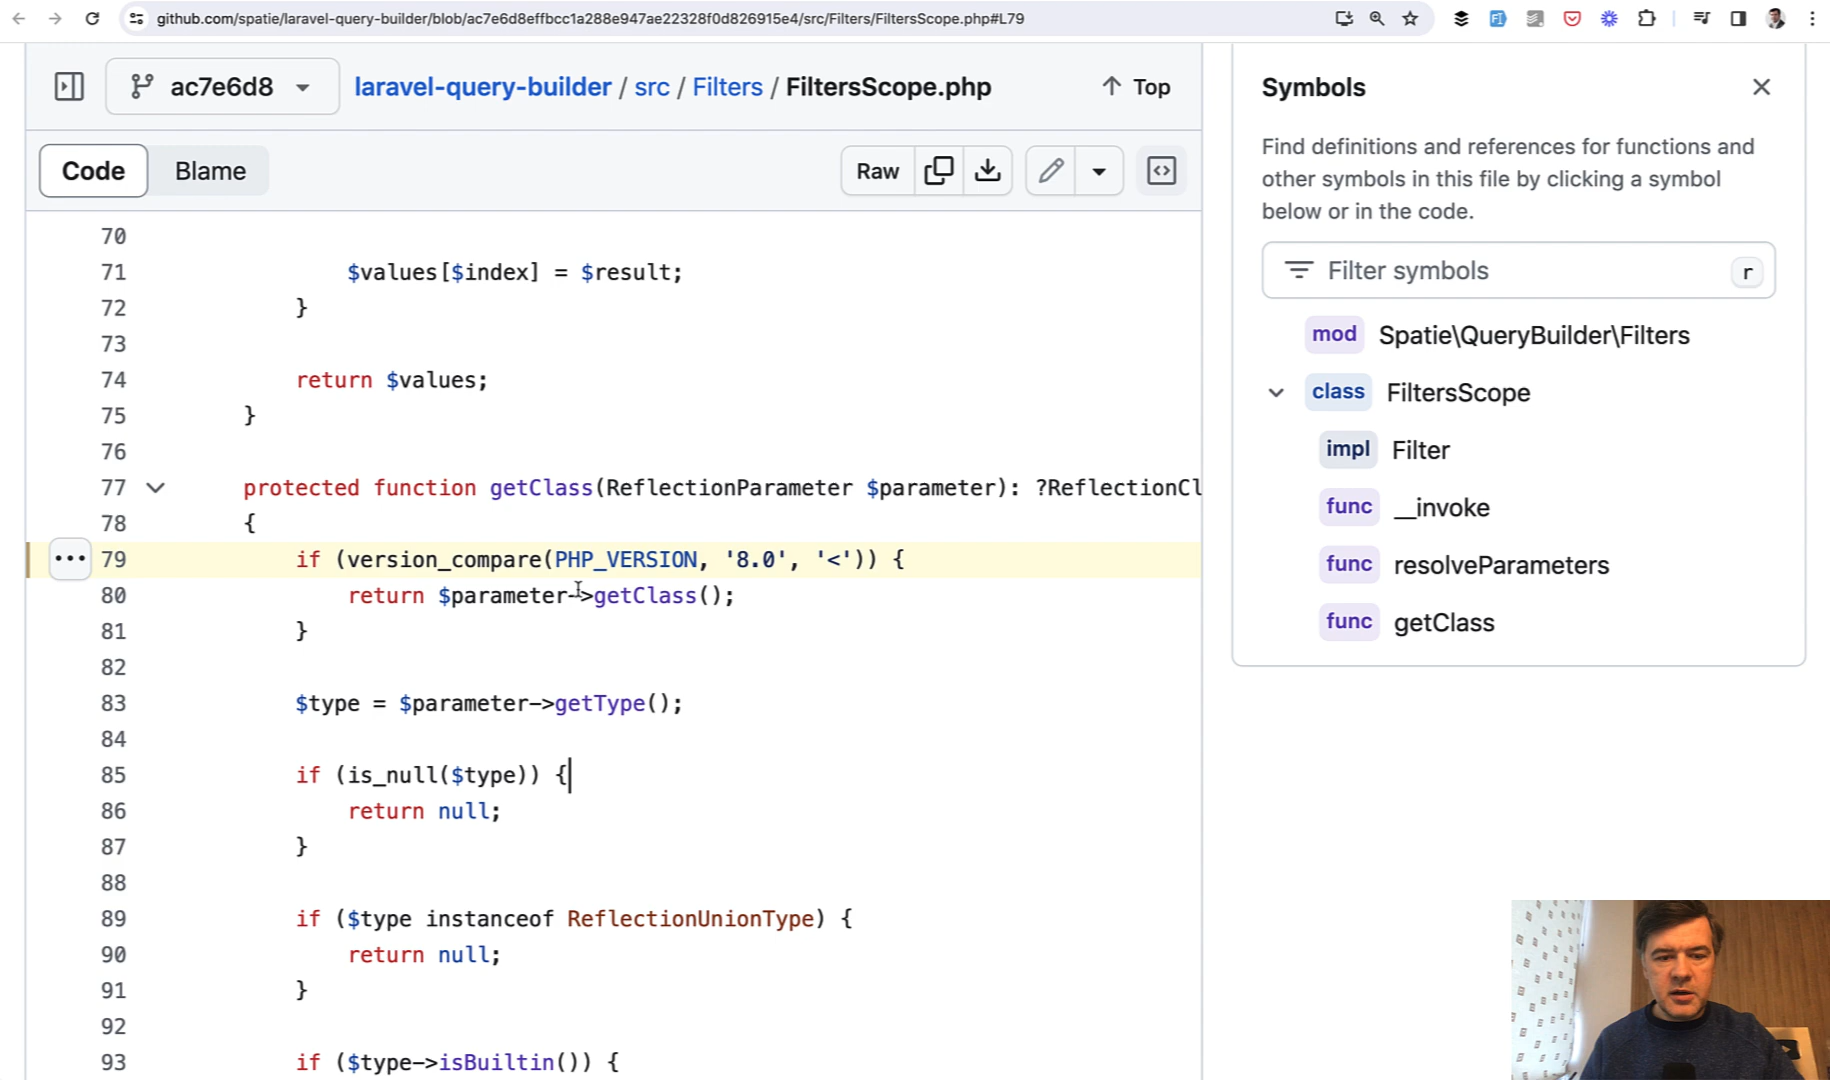 github.com/spatie/laravel-query-builder/blob/ac7e6d8effbcc1a288e947ae22328f0d826915e4/src/Filters/FiltersScope.php#L79
ac7e6d8
laravel-query-builder / src / Filters / FiltersScope.php
Top
Code Blame
Raw
70
71 $values[$index] = $result;
72 }
73
74 return $values;
75 }
76
77 protected function getClass(ReflectionParameter $parameter): ?ReflectionCl
78 {
79 if (version_compare(PHP_VERSION, '8.0', '<')) {
80 return $parameter->getClass();
81 }
82
83 $type = $parameter->getType();
84
85 if (is_null($type)) {
86 return null;
87 }
88
89 if ($type instanceof ReflectionUnionType) {
90 return null;
91 }
92
93 if ($type->isBuiltin()) {
Symbols
Find definitions and references for functions and
other symbols in this file by clicking a symbol
below or in the code.
Filter symbols r
mod Spatie\QueryBuilder\Filters
class FiltersScope
impl Filter
func __invoke
func resolveParameters
func getClass